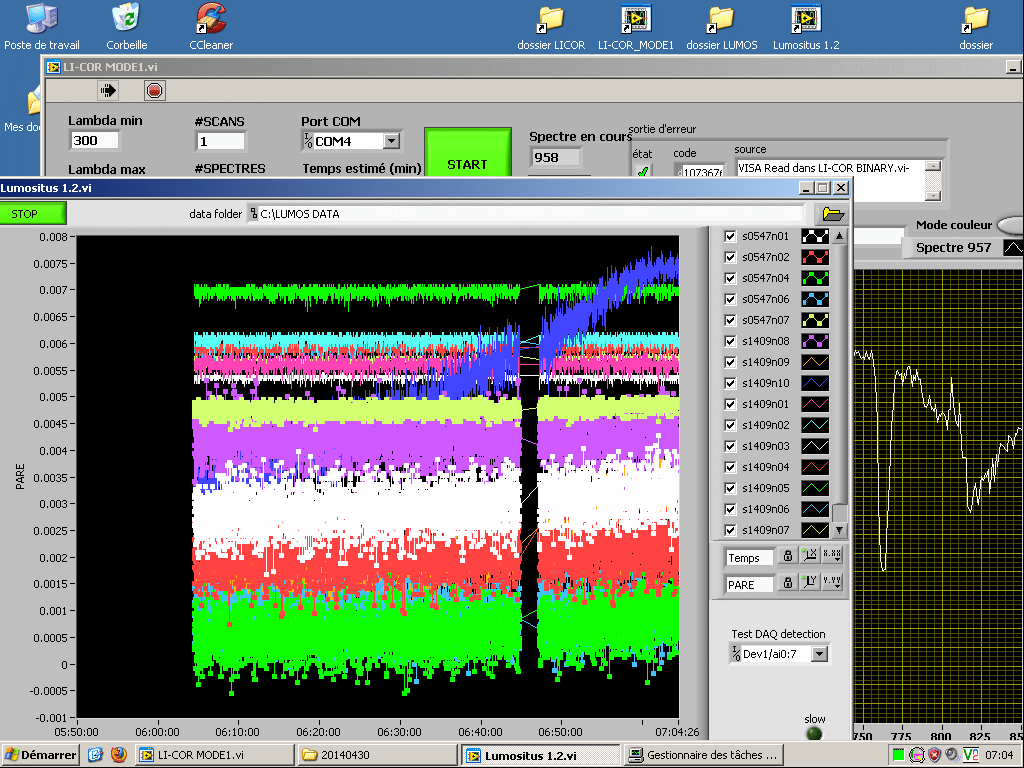 Poste de travail
Corbeille
CCleaner
dossier LICOR
LI-COR_MODE1
dossier LUMOS
Lumositus 1.2
dossier
LI-COR MODE1.vi
Mes do
Lambda min
#SCANS
Port COM
300
1
COM4
START
Spectre en cours
958
sortie d'erreur
état
code
source
107367
VISA Read dans LI-COR BINARY.vi-
Lambda max
#SPECTRES
Temps estimé (min)
Mode couleur
Spectre 957
Lumositus 1.2.vi
STOP
data folder
C:\LUMOS DATA
0.008
0.0075
0.007
0.0065
0.006
0.0055
0.005
0.0045
0.004
0.0035
0.003
0.0025
0.002
0.0015
0.001
0.0005
0
-0.0005
-0.001
PARE
05:50:00
06:00:00
06:10:00
06:20:00
06:30:00
06:40:00
06:50:00
07:04:26
s0547n01
s0547n02
s0547n04
s0547n06
s0547n07
s1409n08
s1409n09
s1409n10
s1409n01
s1409n02
s1409n03
s1409n04
s1409n05
s1409n06
s1409n07
Temps
X
X.XX
PARE
Y
Y.YY
Test DAQ detection
Dev1/ai0:7
slow
750
775
800
825
85
Démarrer
LI-COR MODE1.vi
20140430
Lumositus 1.2.vi
Gestionnaire des tâches ...
07:04